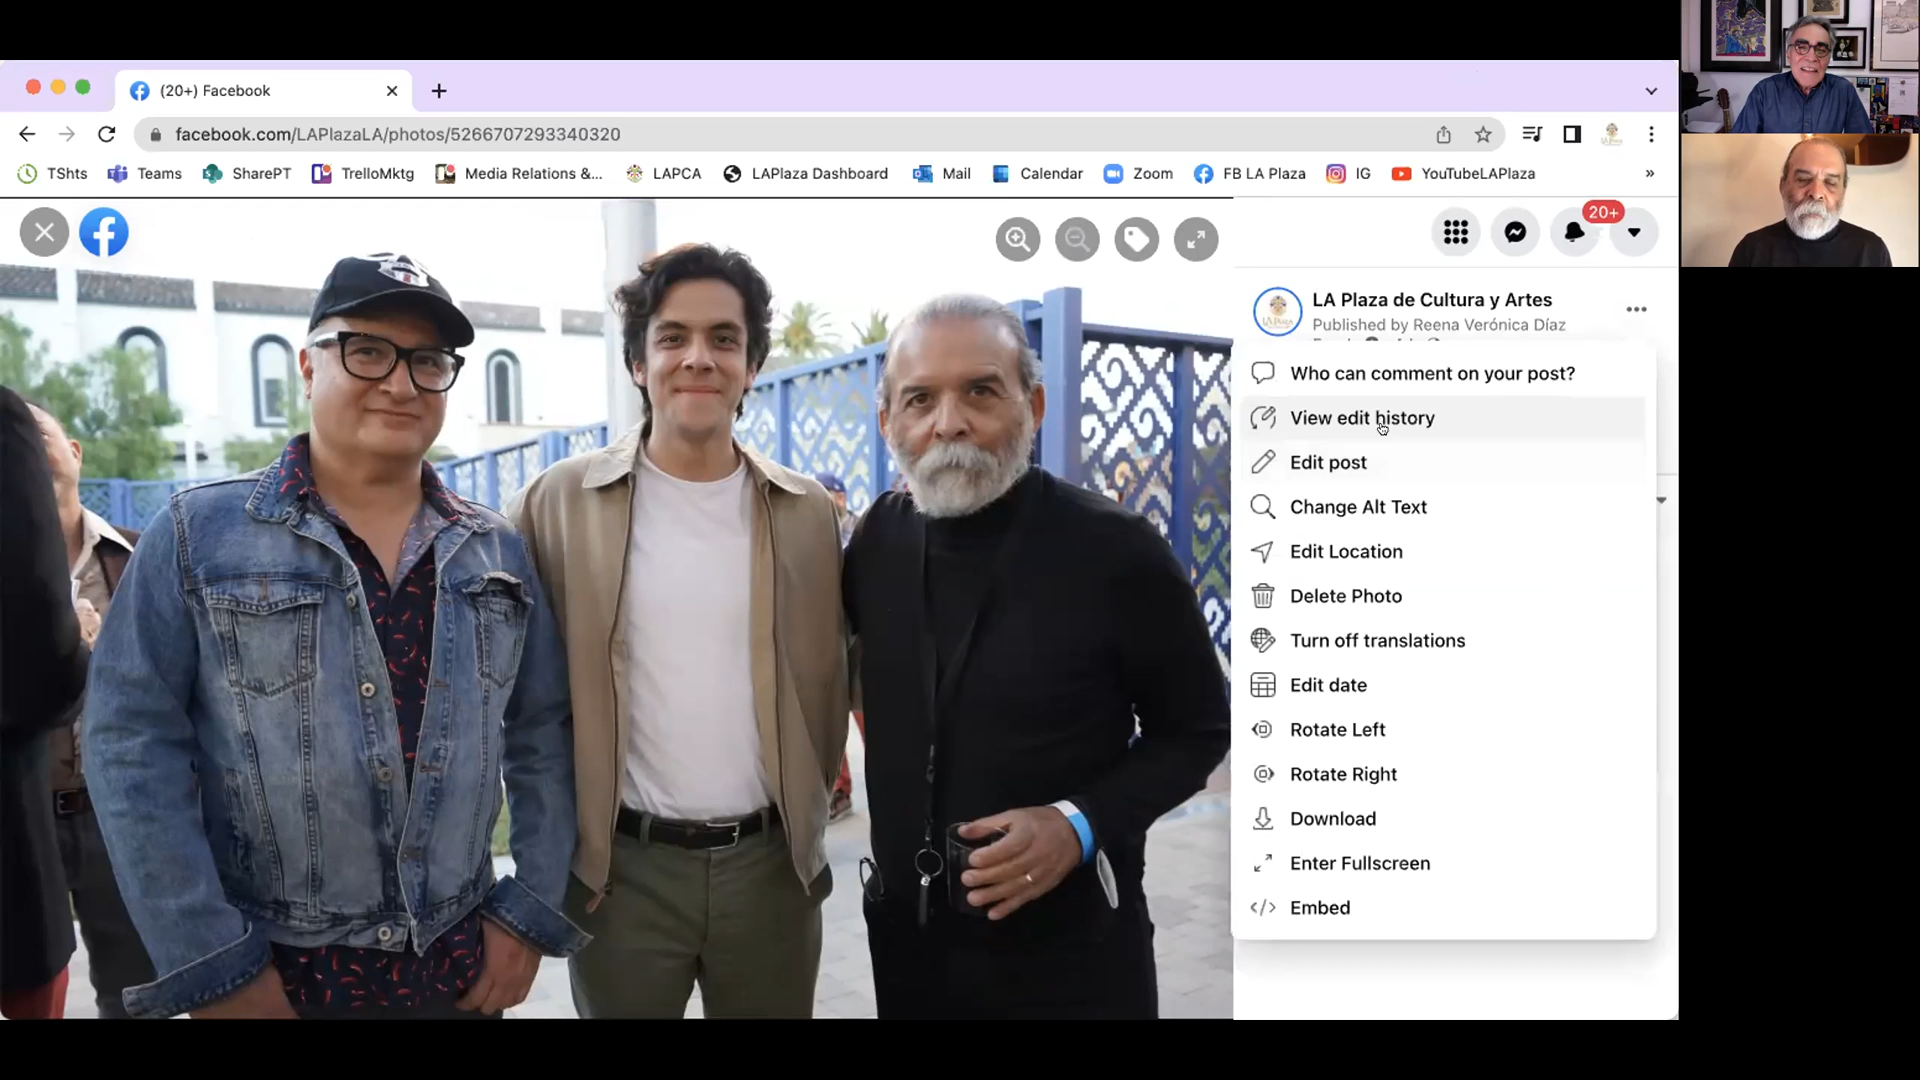 (20+) Facebook
facebook.com/LAPlazaLA/photos/5266707293340320
TShts Teams SharePT TrelloMktg Media Relations &... LAPCA LAPlaza Dashboard Mail Calendar Zoom FB LA Plaza IG YouTubeLAPlaza »
20+
LA Plaza de Cultura y Artes
Published by Reena Verónica Díaz
Who can comment on your post?
View edit history
Edit post
Change Alt Text
Edit Location
Delete Photo
Turn off translations
Edit date
Rotate Left
Rotate Right
Download
Enter Fullscreen
Embed